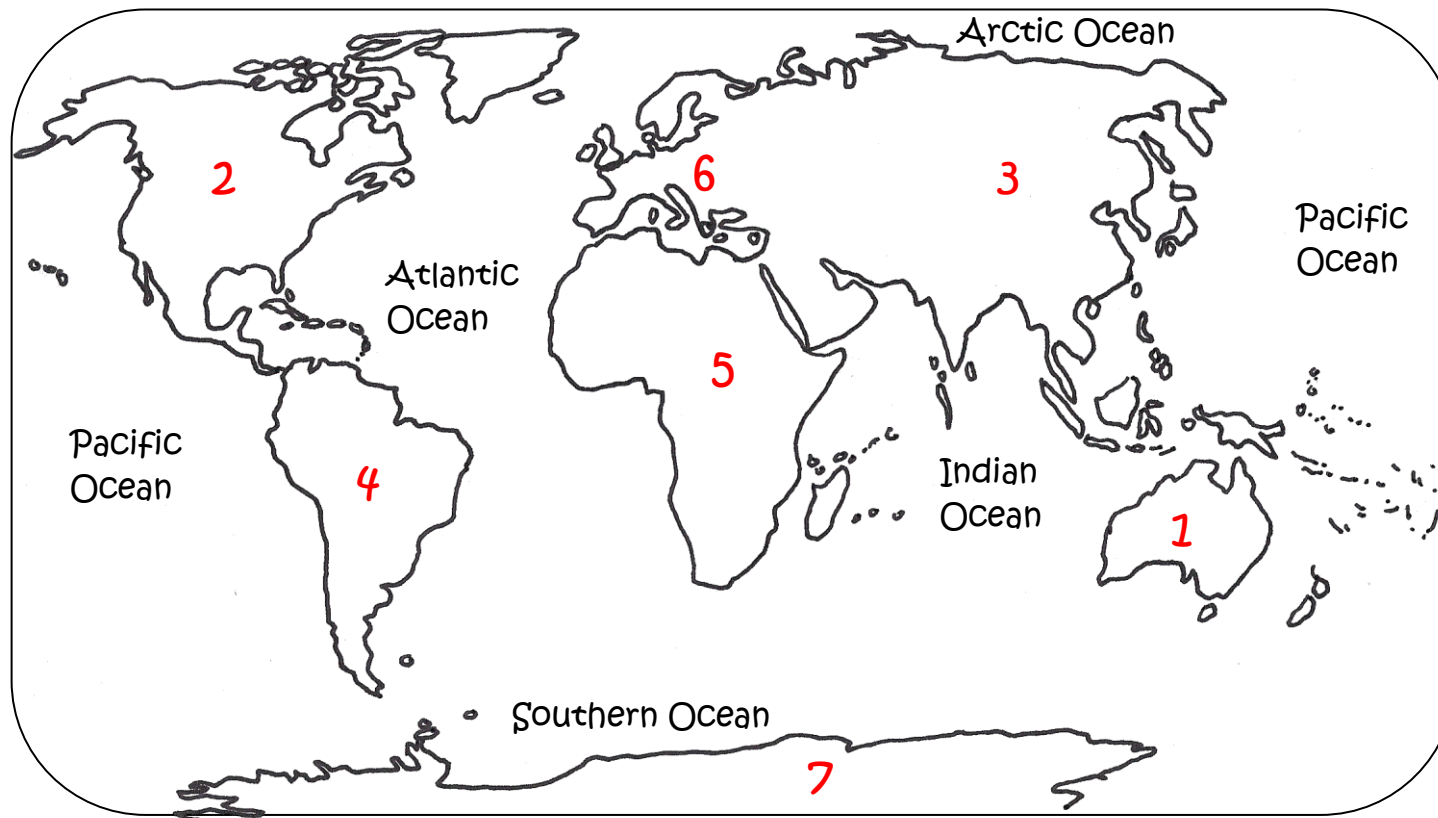 Arctic Ocean
2
6
3
Pacific
Ocean
Atlantic
Ocean
5
Pacific
Ocean
4
Indian
Ocean
1
Southern Ocean
7